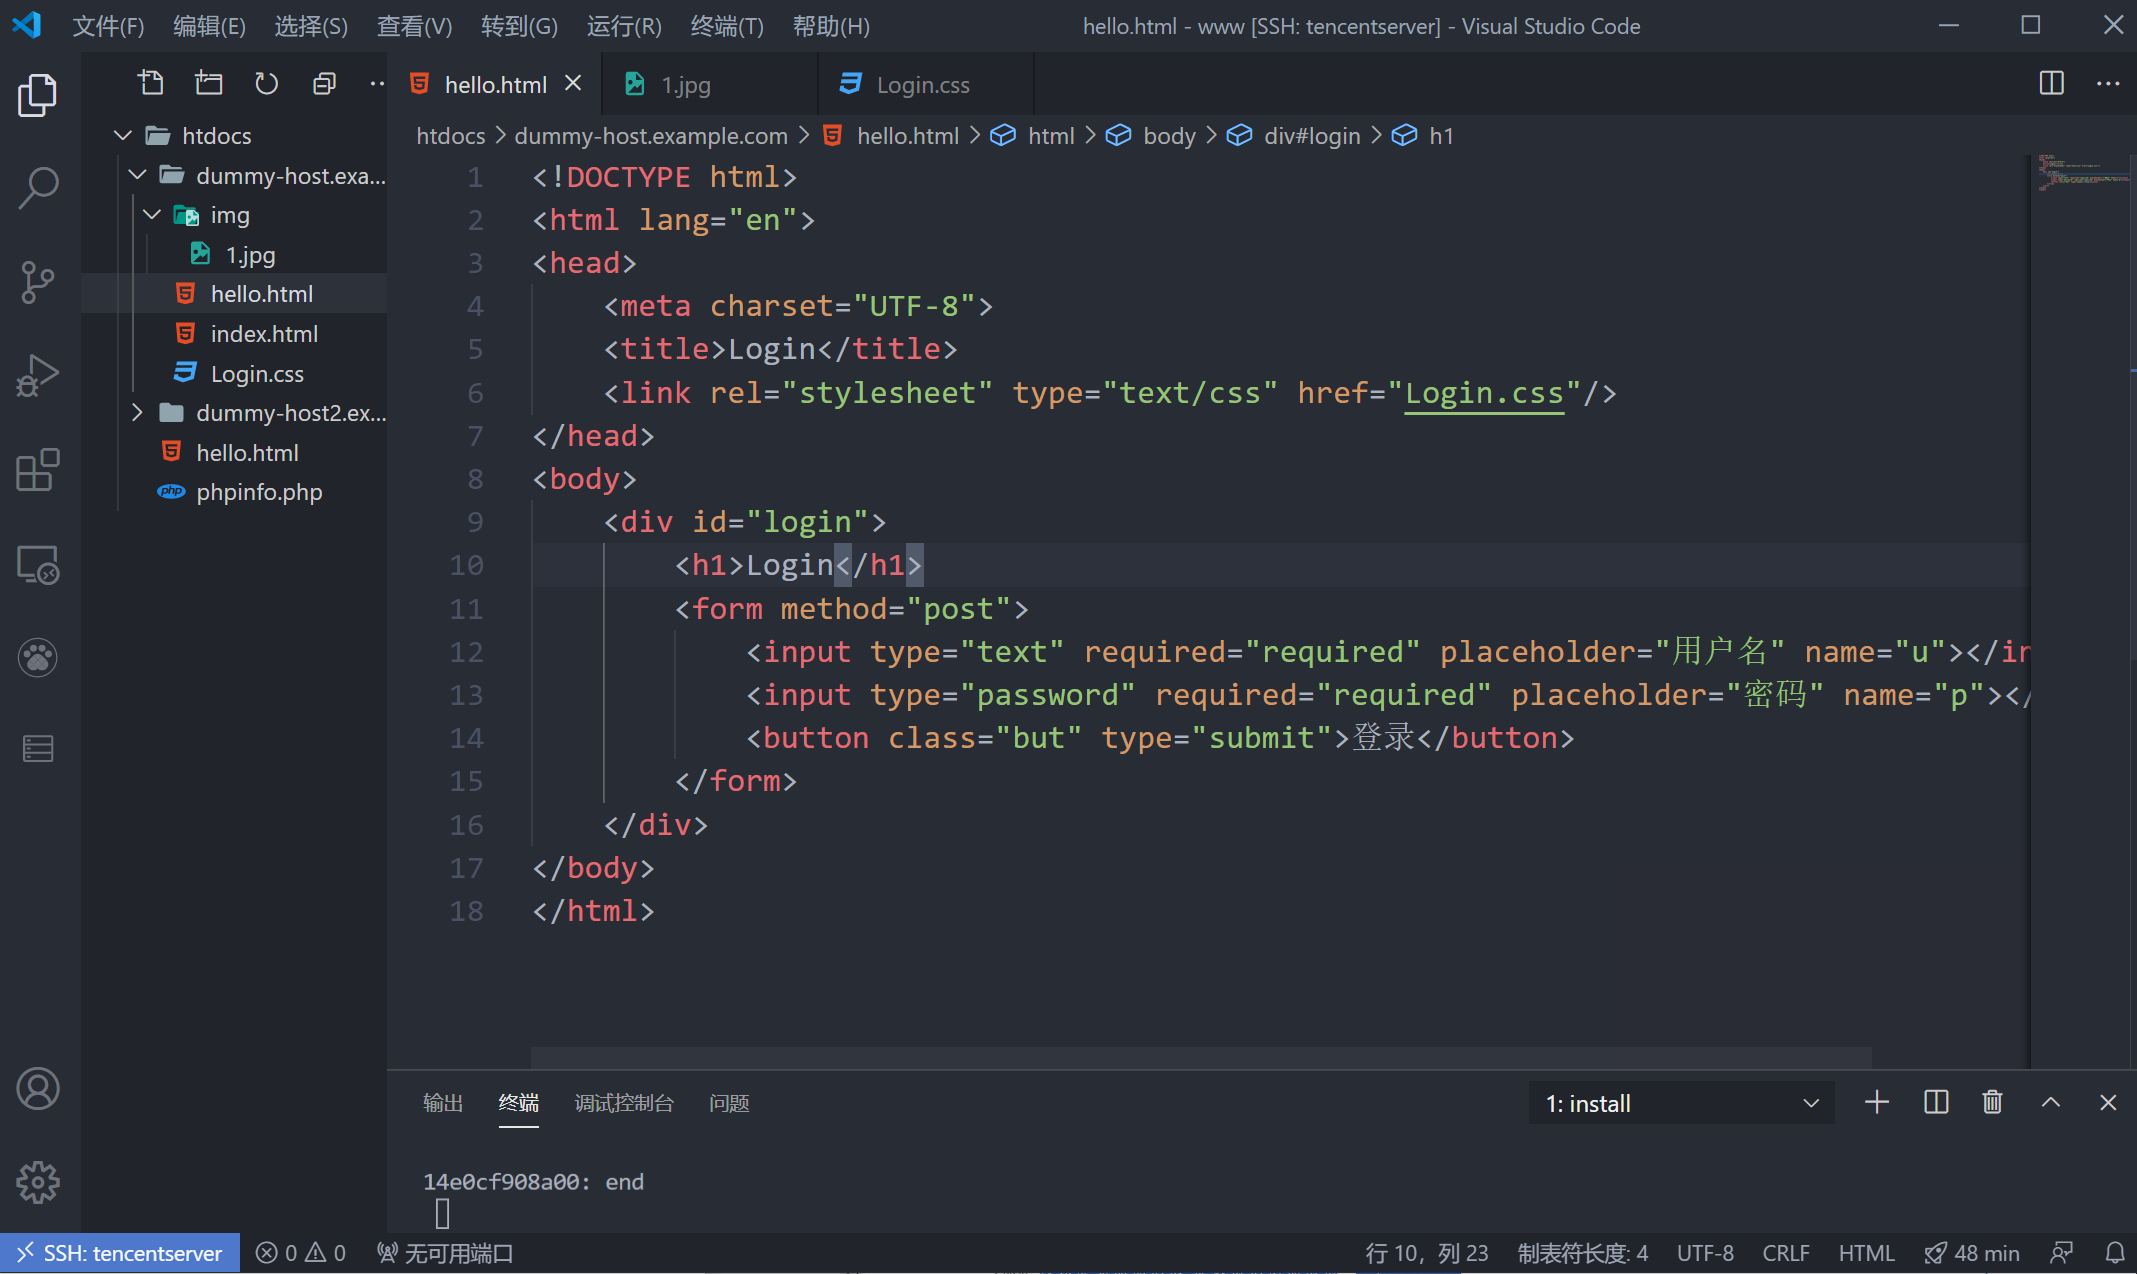 文件(F) 编辑(E) 选择(S) 查看(V) 转到(G) 运行(R) 终端(T) 帮助(H) hello.html - www [SSH: tencentserver] - Visual Studio Code
hello.html 1.jpg Login.css
htdocs > dummy-host.example.com > hello.html > html > body > div#login > h1
htdocs
dummy-host.exa...
img
1.jpg
hello.html
index.html
Login.css
dummy-host2.ex...
hello.html
php phpinfo.php
1 <!DOCTYPE html>
2 <html lang="en">
3 <head>
4 <meta charset="UTF-8">
5 <title>Login</title>
6 <link rel="stylesheet" type="text/css" href="Login.css"/>
7 </head>
8 <body>
9 <div id="login">
10 <h1>Login</h1>
11 <form method="post">
12 <input type="text" required="required" placeholder="用户名" name="u"></in
13 <input type="password" required="required" placeholder="密码" name="p"></
14 <button class="but" type="submit">登录</button>
15 </form>
16 </div>
17 </body>
18 </html>
输出 终端 调试控制台 问题 1: install
14e0cf908a00: end
SSH: tencentserver 0 0 无可用端口 行 10，列 23 制表符长度: 4 UTF-8 CRLF HTML 48 min